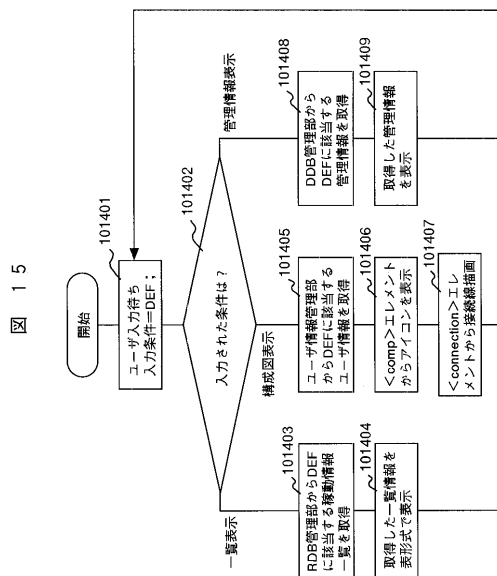 図 15
開始
101401
ユーザ入力待ち
入力条件=DEF;
101402
入力された条件は?
一覧表示
構成図表示
管理情報表示
101403
RDB管理部からDEF
に該当する稼動情報
一覧を取得
101404
取得した一覧情報を
表形式で表示
101405
ユーザ情報管理部
からDEFに該当する
ユーザ情報を取得
101406
<comp>エレメント
からアイコンを表示
101407
<connection>エレ
メントから接続線描画
101408
DDB管理部から
DEFに該当する
管理情報を取得
101409
取得した管理情報
を表示